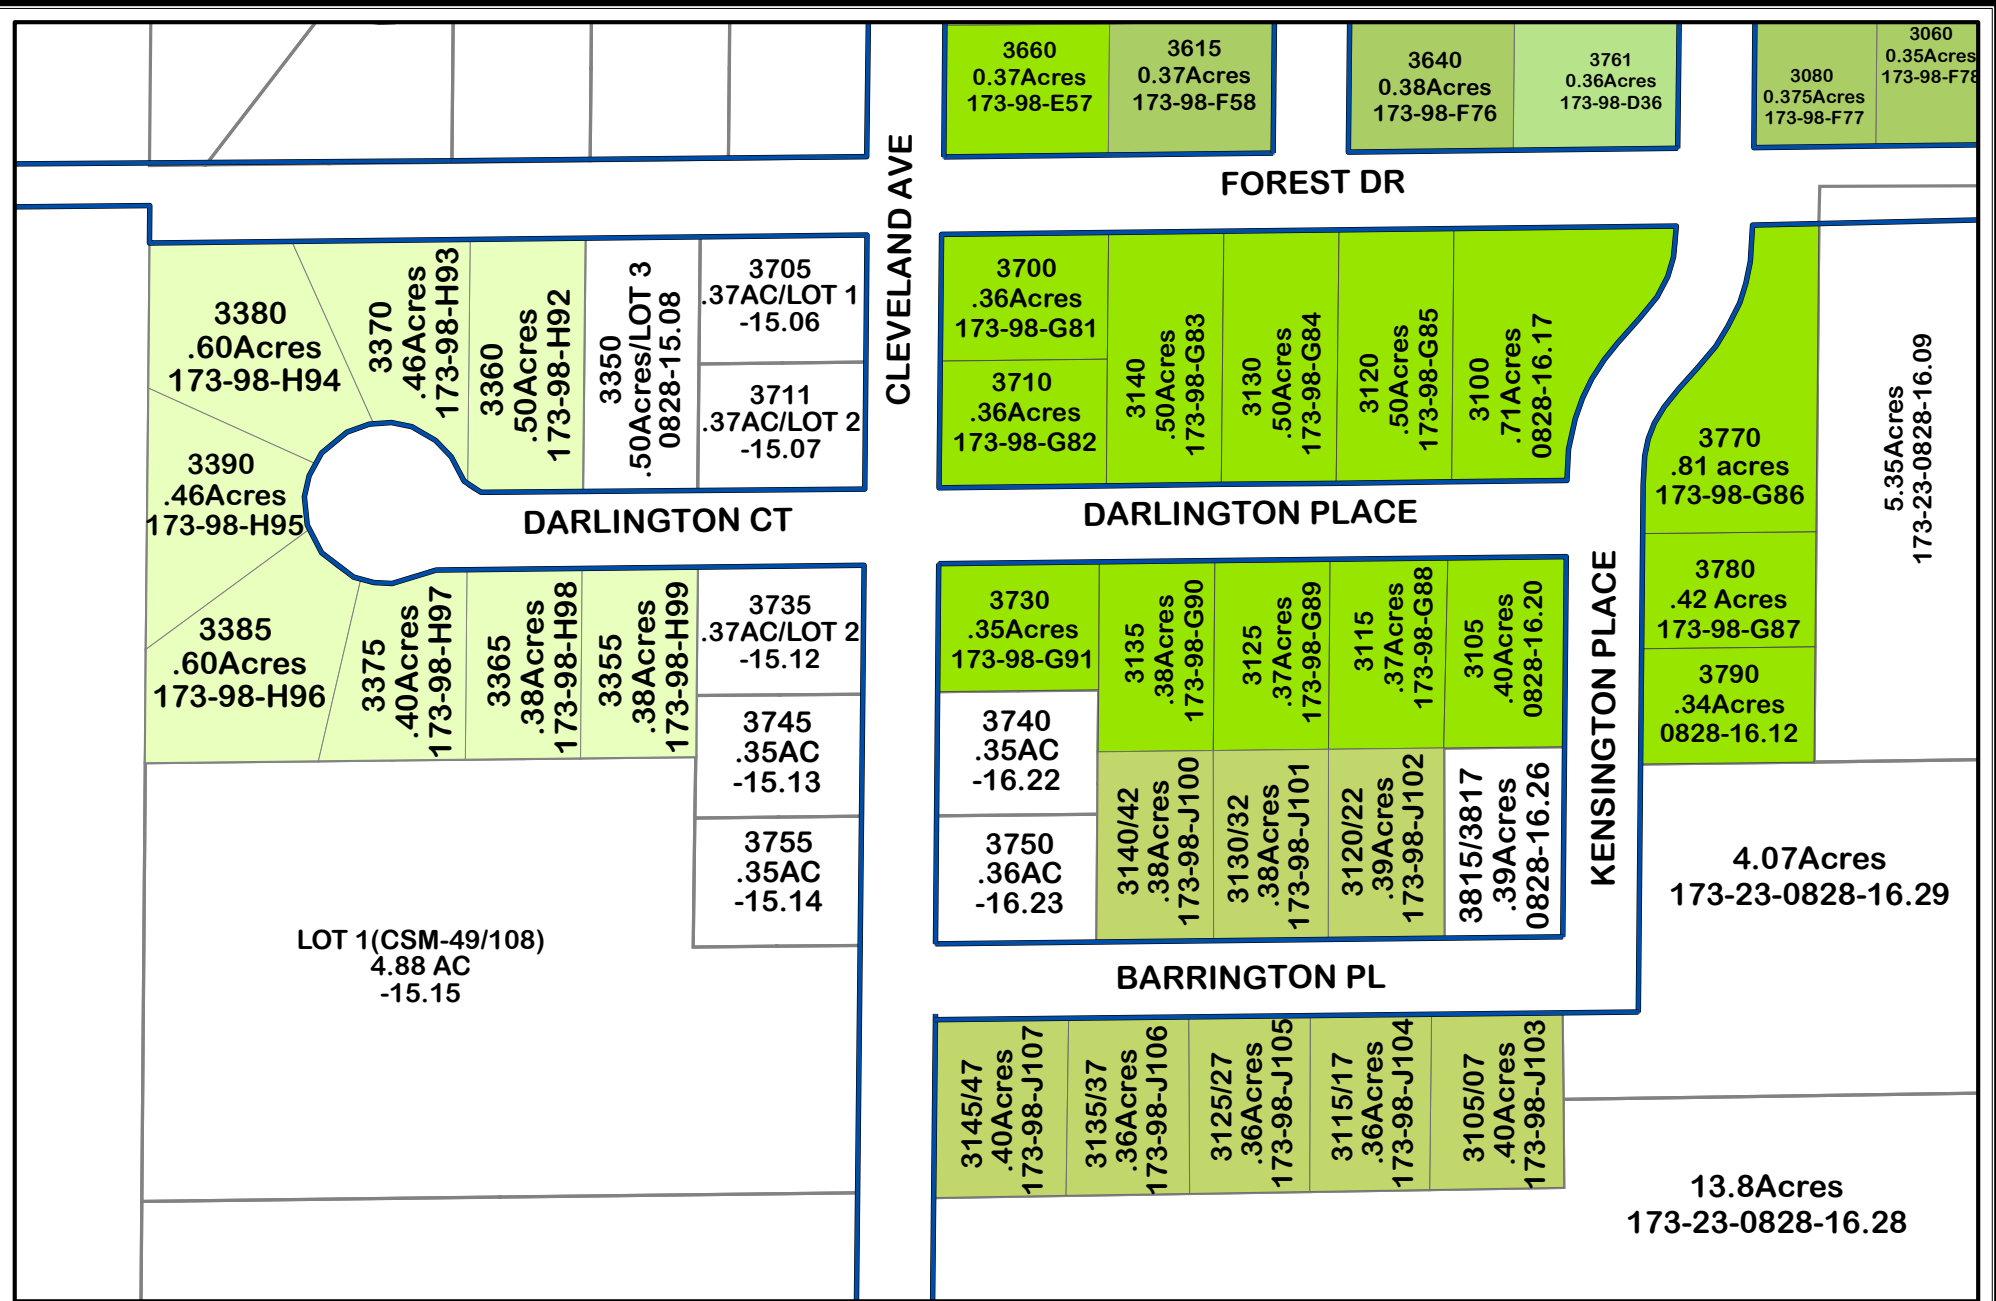 3660
0.37Acres
173-98-E57
3615
0.37Acres
173-98-F58
3640
0.38Acres
173-98-F76
3761
0.36Acres
173-98-D36
3080
0.375Acres
173-98-F77
3060
0.35Acres
173-98-F78
FOREST DR
CLEVELAND AVE
3380
.60Acres
173-98-H94
3370
.46Acres
173-98-H93
3360
.50Acres
173-98-H92
3350
.50Acres/LOT 3
0828-15.08
3705
.37AC/LOT 1
-15.06
3711
.37AC/LOT 2
-15.07
3700
.36Acres
173-98-G81
3710
.36Acres
173-98-G82
3140
.50Acres
173-98-G83
3130
.50Acres
173-98-G84
3120
.50Acres
173-98-G85
3100
.71Acres
0828-16.17
3770
.81 acres
173-98-G86
5.35Acres
173-23-0828-16.09
3390
.46Acres
173-98-H95
DARLINGTON CT
DARLINGTON PLACE
KENSINGTON PLACE
3385
.60Acres
173-98-H96
3375
.40Acres
173-98-H97
3365
.38Acres
173-98-H98
3355
.38Acres
173-98-H99
3735
.37AC/LOT 2
-15.12
3745
.35AC
-15.13
3755
.35AC
-15.14
3730
.35Acres
173-98-G91
3740
.35AC
-16.22
3750
.36AC
-16.23
3135
.38Acres
173-98-G90
3125
.37Acres
173-98-G89
3115
.37Acres
173-98-G88
3105
.40Acres
0828-16.20
3780
.42 Acres
173-98-G87
3790
.34Acres
0828-16.12
3140/42
.38Acres
173-98-J100
3130/32
.38Acres
173-98-J101
3120/22
.39Acres
173-98-J102
3815/3817
.39Acres
0828-16.26
4.07Acres
173-23-0828-16.29
LOT 1(CSM-49/108)
4.88 AC
-15.15
BARRINGTON PL
3145/47
.40Acres
173-98-J107
3135/37
.36Acres
173-98-J106
3125/27
.36Acres
173-98-J105
3115/17
.36Acres
173-98-J104
3105/07
.40Acres
173-98-J103
13.8Acres
173-23-0828-16.28